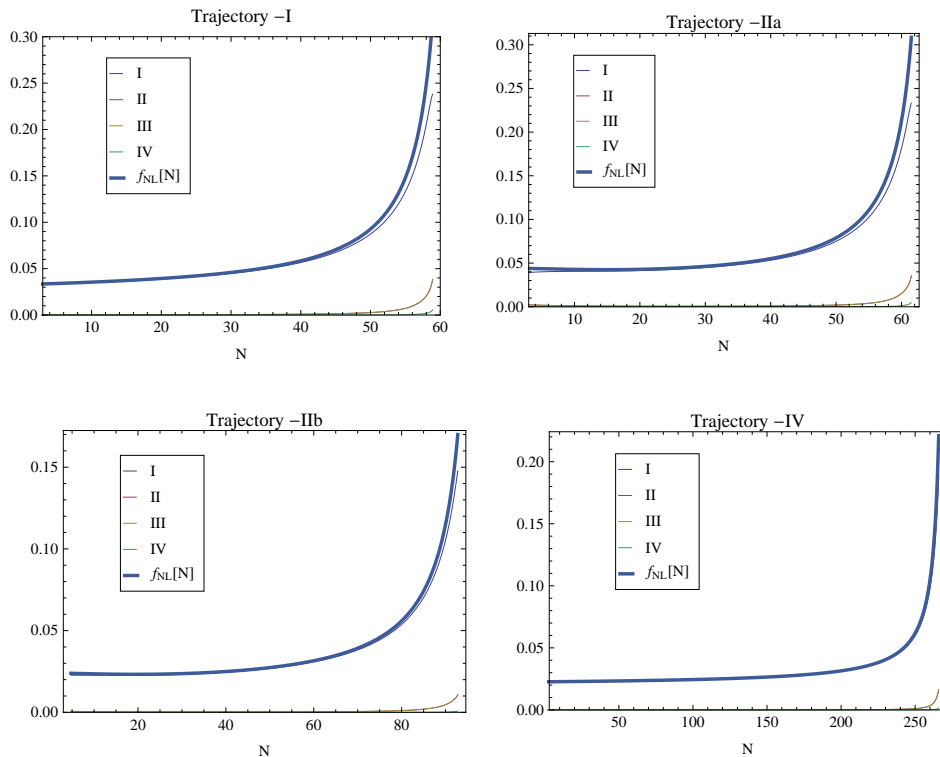 Trajectory -I
0.30
0.25
0.20
0.15
0.10
0.05
0.00
I
II
III
IV
fNL[N]
10 20 30 40 50 60
N
Trajectory -IIa
0.30
0.25
0.20
0.15
0.10
0.05
0.00
I
II
III
IV
fNL[N]
10 20 30 40 50 60
N
Trajectory -IIb
0.15
0.10
0.05
0.00
I
II
III
IV
fNL[N]
20 40 60 80
N
Trajectory -IV
0.20
0.15
0.10
0.05
0.00
I
II
III
IV
fNL[N]
50 100 150 200 250
N